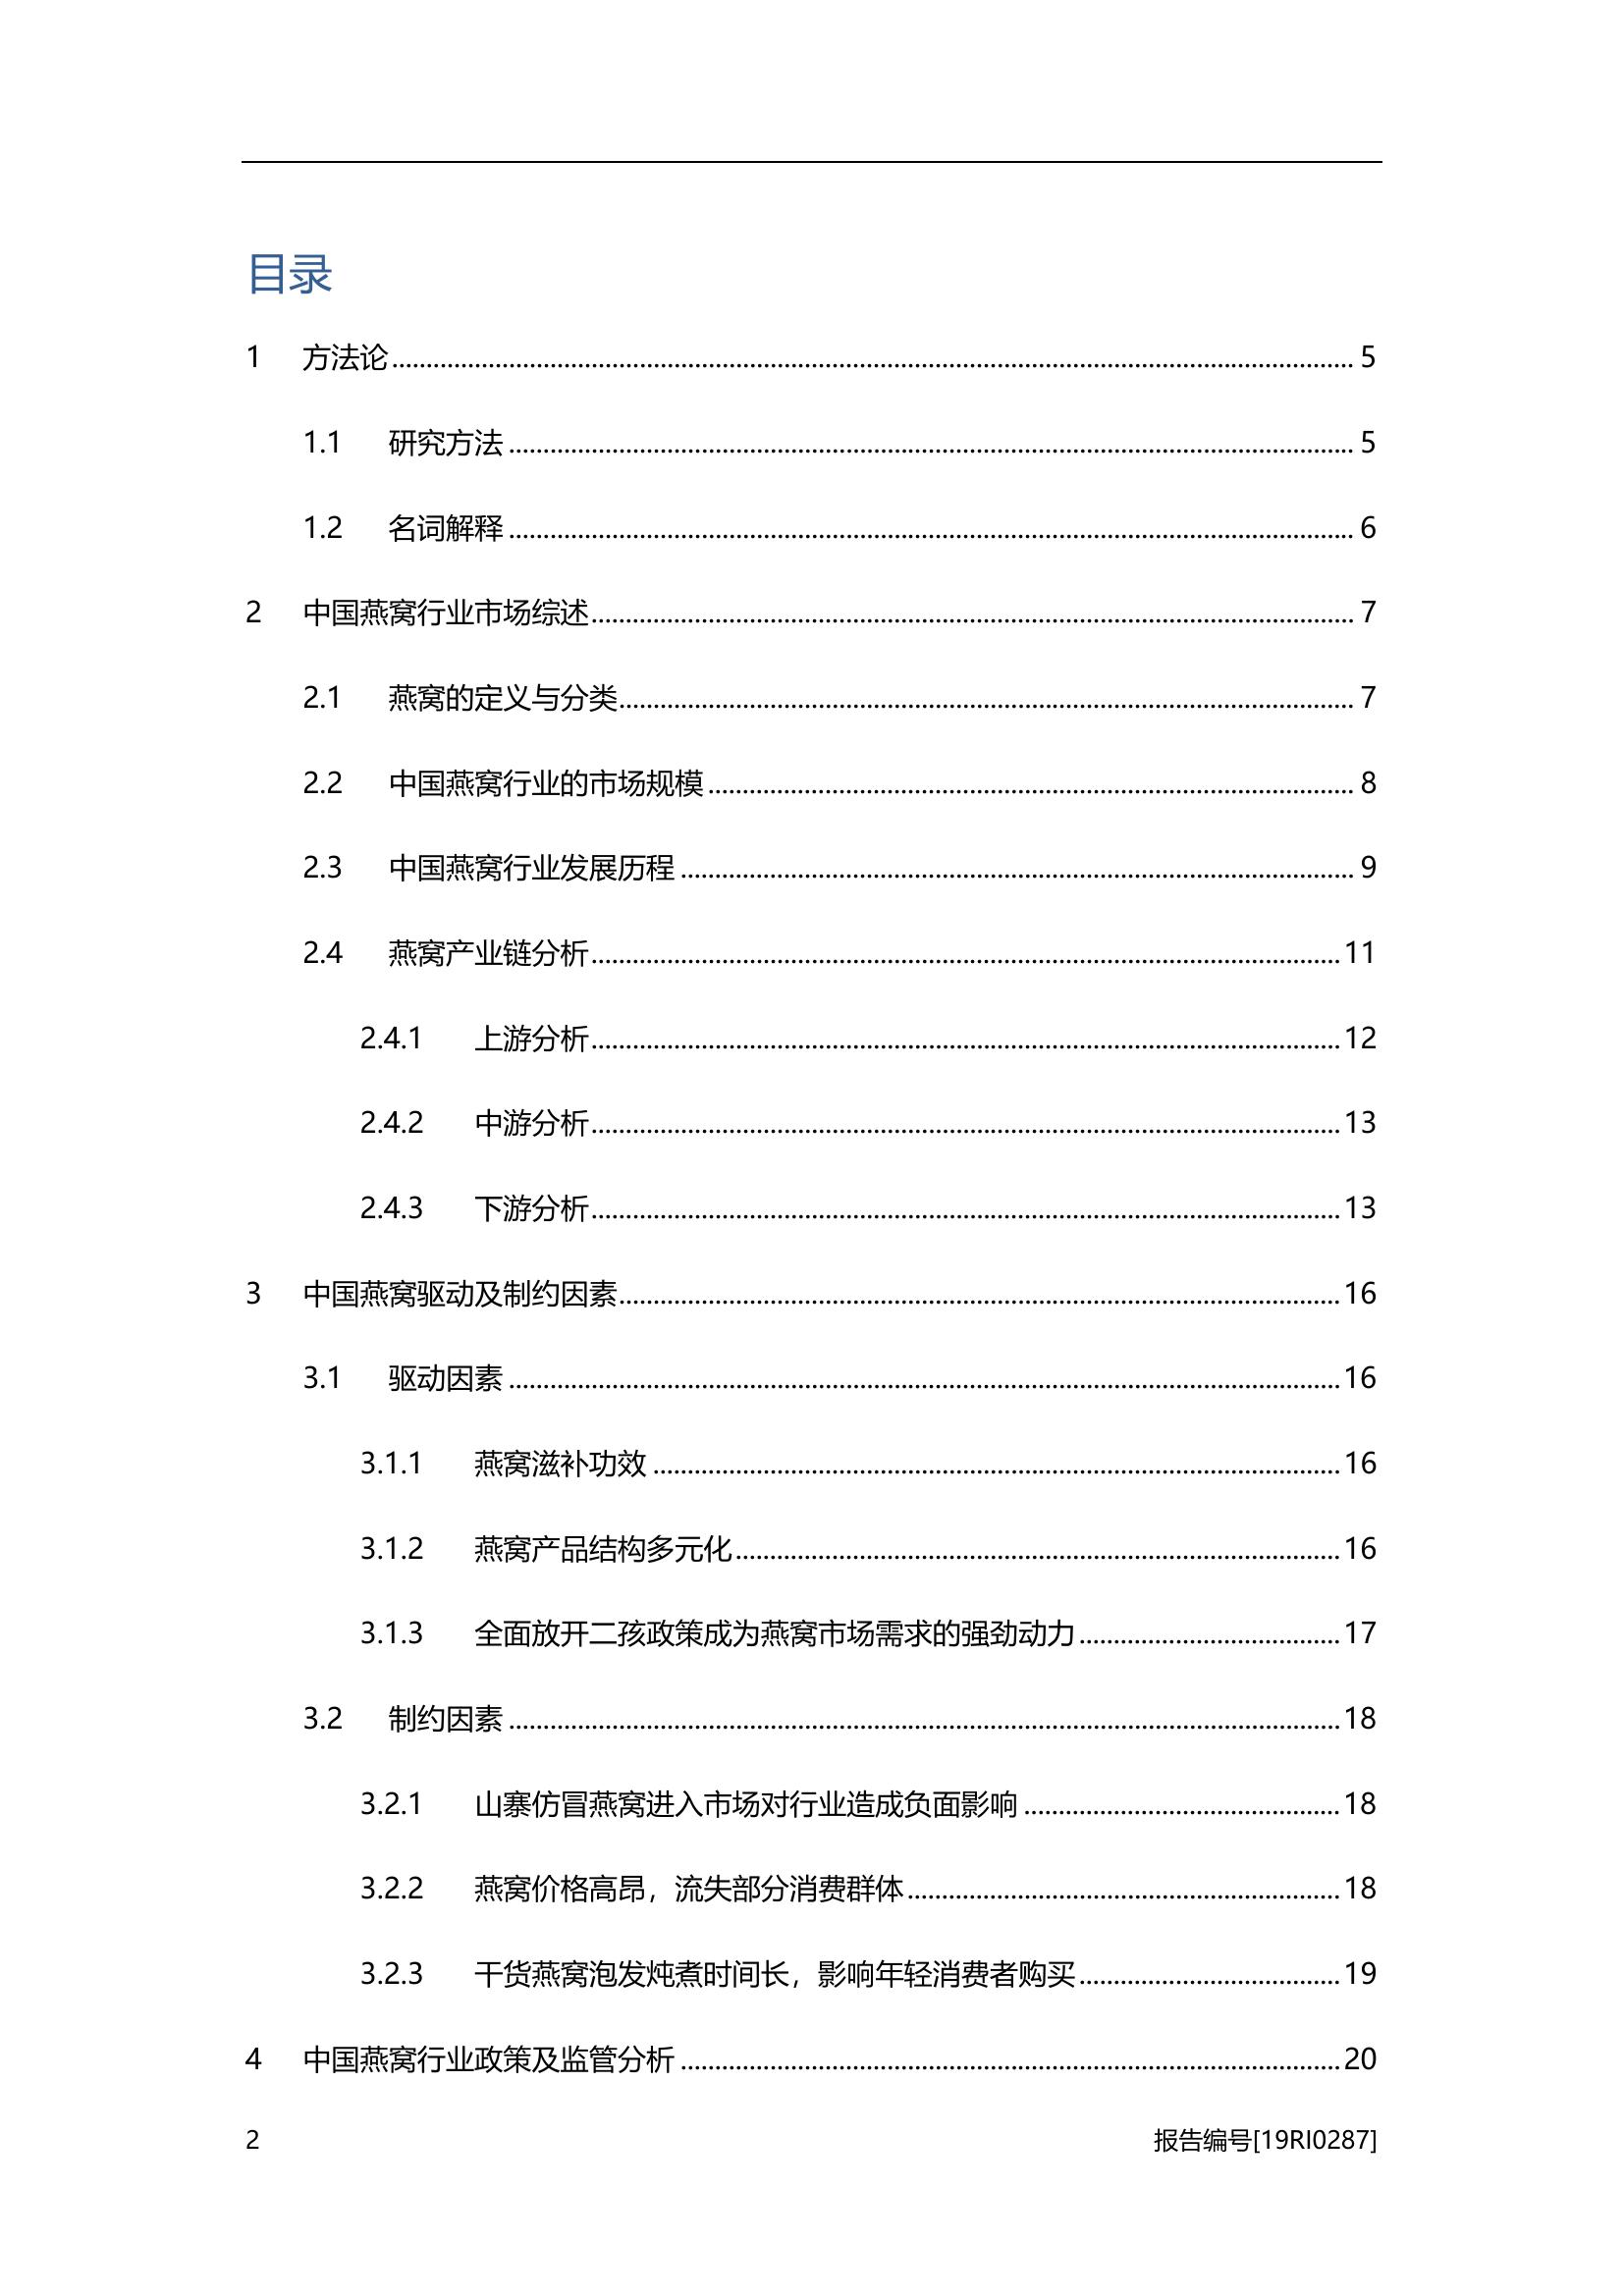 目录
1 方法论 5
1.1 研究方法 5
1.2 名词解释 6
2 中国燕窝行业市场综述 7
2.1 燕窝的定义与分类 7
2.2 中国燕窝行业的市场规模 8
2.3 中国燕窝行业发展历程 9
2.4 燕窝产业链分析 11
2.4.1 上游分析 12
2.4.2 中游分析 13
2.4.3 下游分析 13
3 中国燕窝驱动及制约因素 16
3.1 驱动因素 16
3.1.1 燕窝滋补功效 16
3.1.2 燕窝产品结构多元化 16
3.1.3 全面放开二孩政策成为燕窝市场需求的强劲动力 17
3.2 制约因素 18
3.2.1 山寨仿冒燕窝进入市场对行业造成负面影响 18
3.2.2 燕窝价格高昂，流失部分消费群体 18
3.2.3 干货燕窝泡发炖煮时间长，影响年轻消费者购买 19
4 中国燕窝行业政策及监管分析 20
2 报告编号[19RI0287]